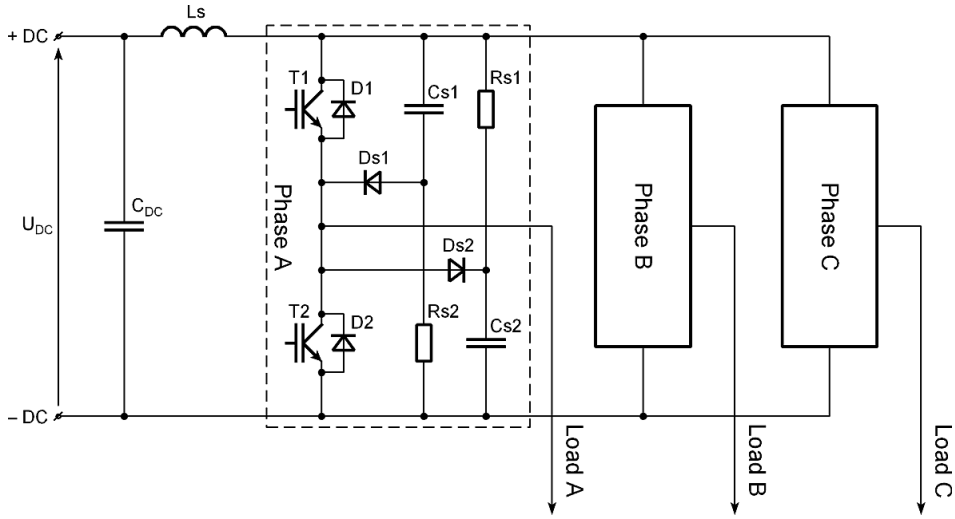 Ls
+ DC
T1
D1
Cs1
Rs1
Ds1
Phase A
Phase B
Phase C
C_DC
U_DC
Ds2
T2
D2
Rs2
Cs2
– DC
Load A
Load B
Load C